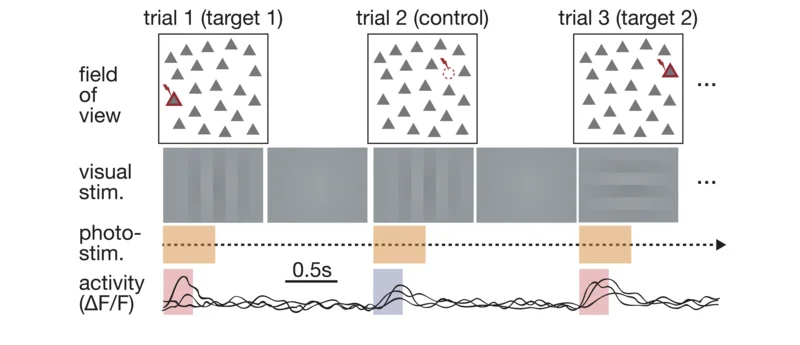 trial 1 (target 1)
trial 2 (control)
trial 3 (target 2)
field
of
view
...
visual
stim.
...
photo-
stim.
0.5s
activity
(ΔF/F)